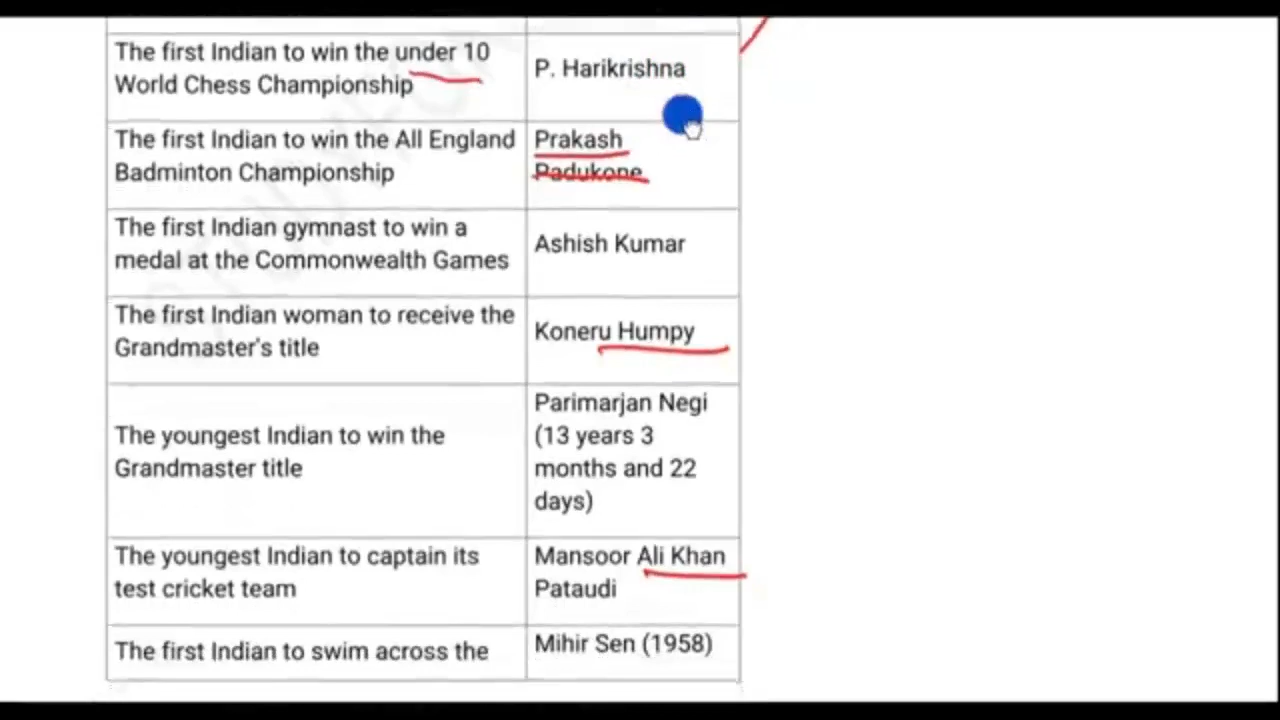 The first Indian to win the under 10
World Chess Championship
P. Harikrishna
The first Indian to win the All England
Badminton Championship
Prakash
Padukone
The first Indian gymnast to win a
medal at the Commonwealth Games
Ashish Kumar
The first Indian woman to receive the
Grandmaster's title
Koneru Humpy
The youngest Indian to win the
Grandmaster title
Parimarjan Negi
(13 years 3
months and 22
days)
The youngest Indian to captain its
test cricket team
Mansoor Ali Khan
Pataudi
The first Indian to swim across the
Mihir Sen (1958)